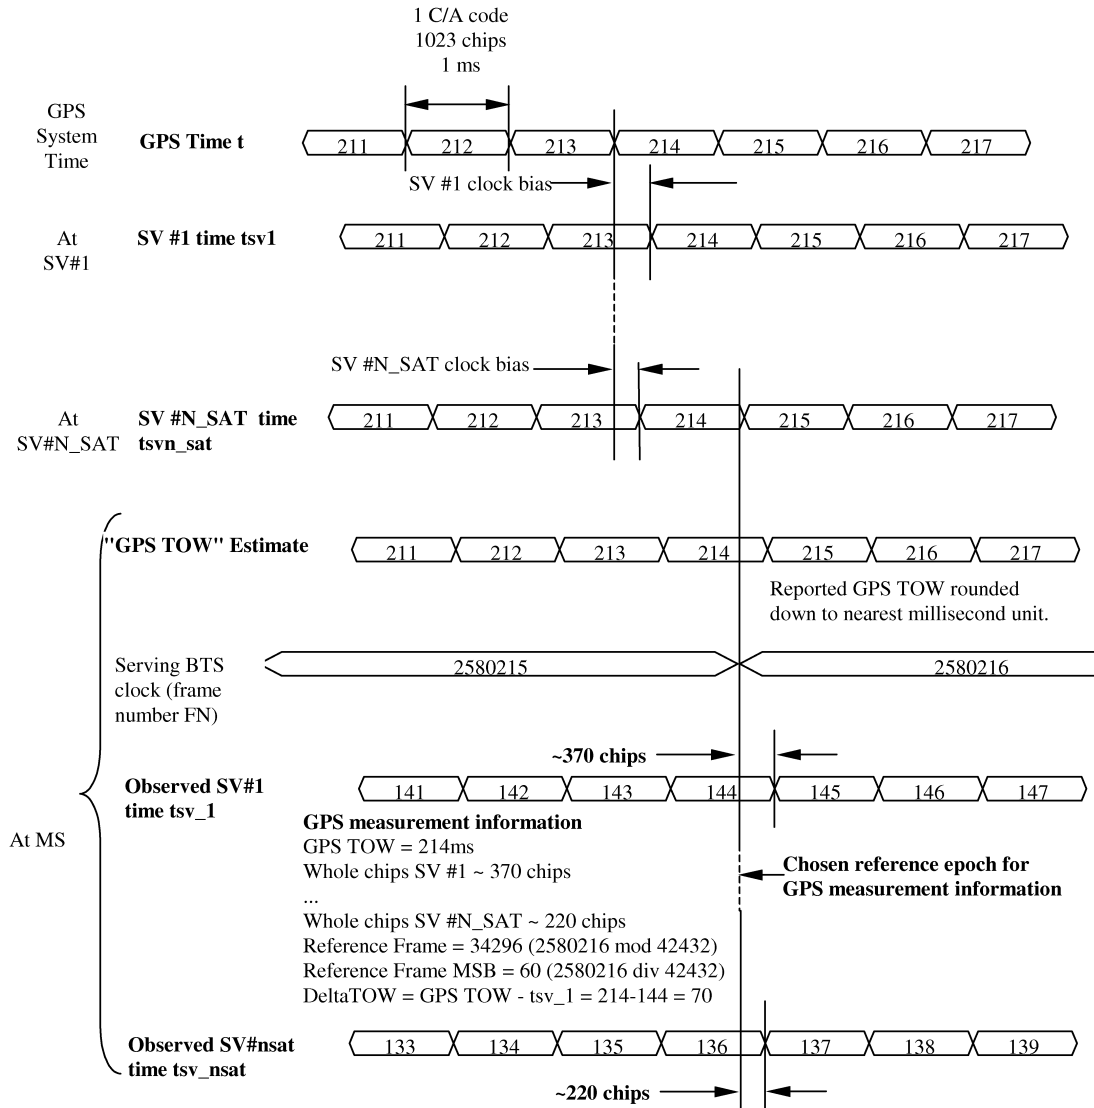 1 C/A code
1023 chips
1 ms
GPS
System
Time
GPS Time t
211 212 213 214 215 216 217
SV #1 clock bias
At
SV#1
SV #1 time tsv1
211 212 213 214 215 216 217
SV #N_SAT clock bias
At
SV#N_SAT
SV #N_SAT time
tsvn_sat
211 212 213 214 215 216 217
"GPS TOW" Estimate
211 212 213 214 215 216 217
Reported GPS TOW rounded
down to nearest millisecond unit.
Serving BTS
clock (frame
number FN)
2580215 2580216
~370 chips
Observed SV#1
time tsv_1
141 142 143 144 145 146 147
At MS
GPS measurement information
GPS TOW = 214ms
Whole chips SV #1 ~ 370 chips
...
Whole chips SV #N_SAT ~ 220 chips
Reference Frame = 34296 (2580216 mod 42432)
Reference Frame MSB = 60 (2580216 div 42432)
DeltaTOW = GPS TOW - tsv_1 = 214-144 = 70
Chosen reference epoch for
GPS measurement information
Observed SV#nsat
time tsv_nsat
133 134 135 136 137 138 139
~220 chips